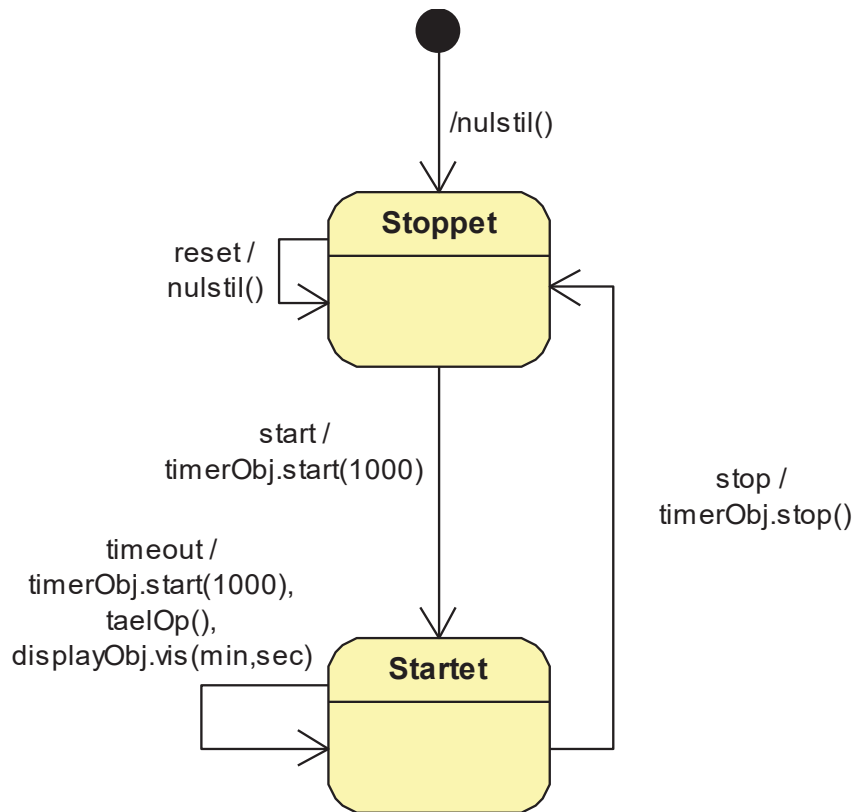 /nulstil()
Stoppet
reset /
nulstil()
start /
timerObj.start(1000)
stop /
timerObj.stop()
timeout /
timerObj.start(1000),
taelOp(),
displayObj.vis(min,sec)
Startet